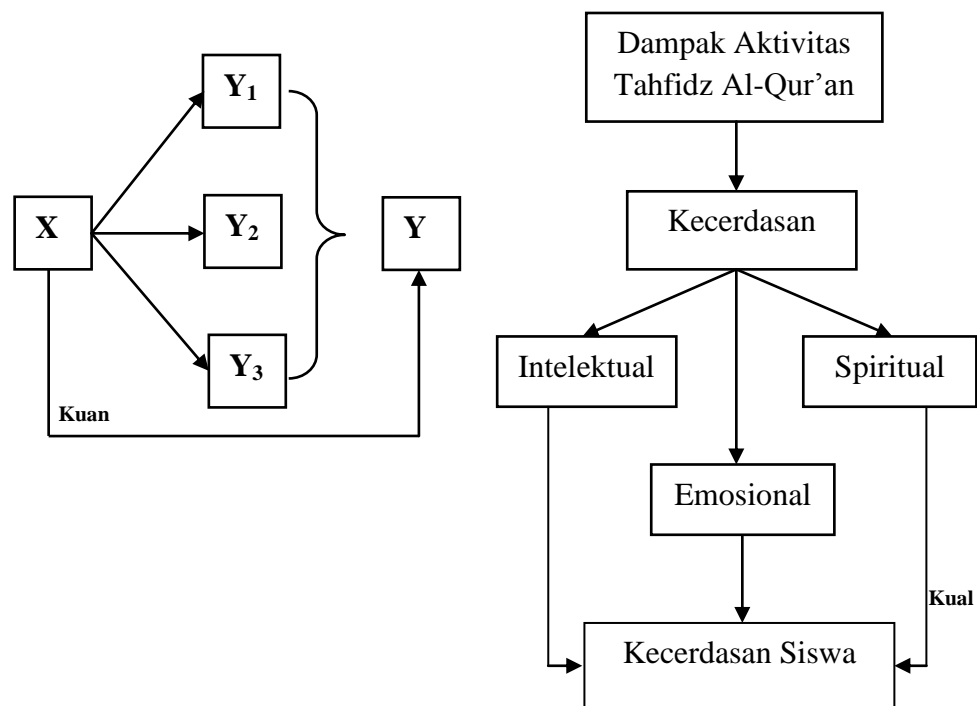 X
Y₁
Y₂
Y₃
Y
Kuan
Dampak Aktivitas
Tahfidz Al-Qur’an
Kecerdasan
Intelektual
Spiritual
Emosional
Kual
Kecerdasan Siswa